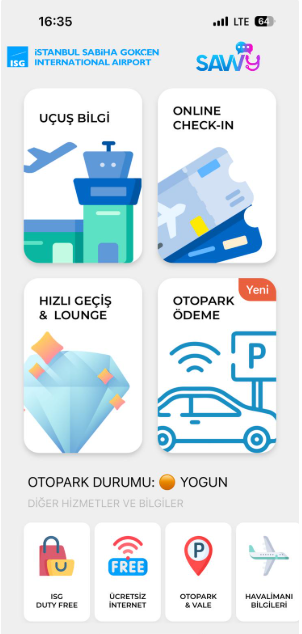 16:35
LTE 64
ISG
İSTANBUL SABİHA GÖKÇEN
INTERNATIONAL AIRPORT
SAVVY
UÇUŞ BİLGİ
ONLINE
CHECK-IN
HIZLI GEÇİŞ
& LOUNGE
Yeni
OTOPARK
ÖDEME
P
OTOPARK DURUMU: YOGUN
DİĞER HİZMETLER VE BİLGİLER
FREE
P
ISG
DUTY FREE
ÜCRETSİZ
İNTERNET
OTOPARK
& VALE
HAVALİMANI
BİLGİLERİ